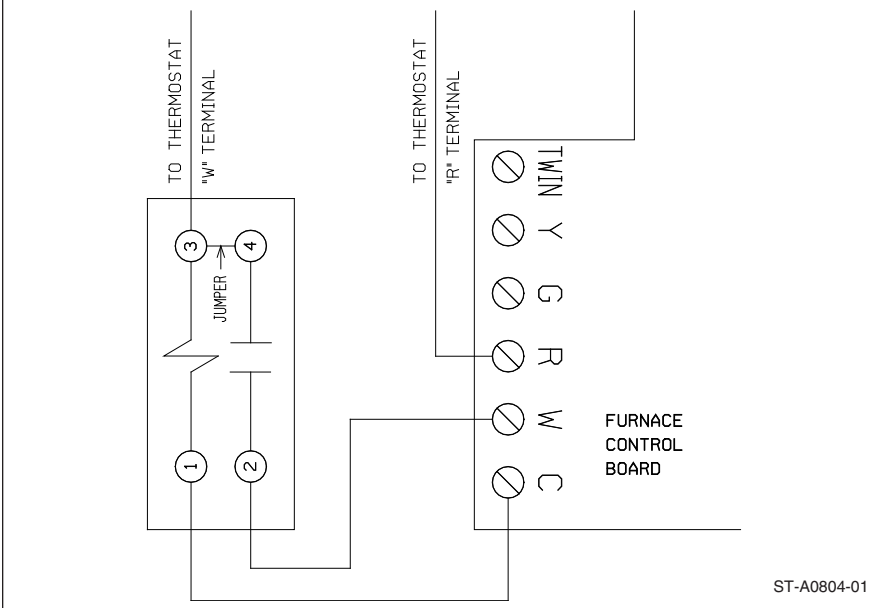 TO THERMOSTAT
"W" TERMINAL
TO THERMOSTAT
"R" TERMINAL
3
4
JUMPER
1
2
TWIN
Y
G
R
W
C
FURNACE
CONTROL
BOARD
ST-A0804-01